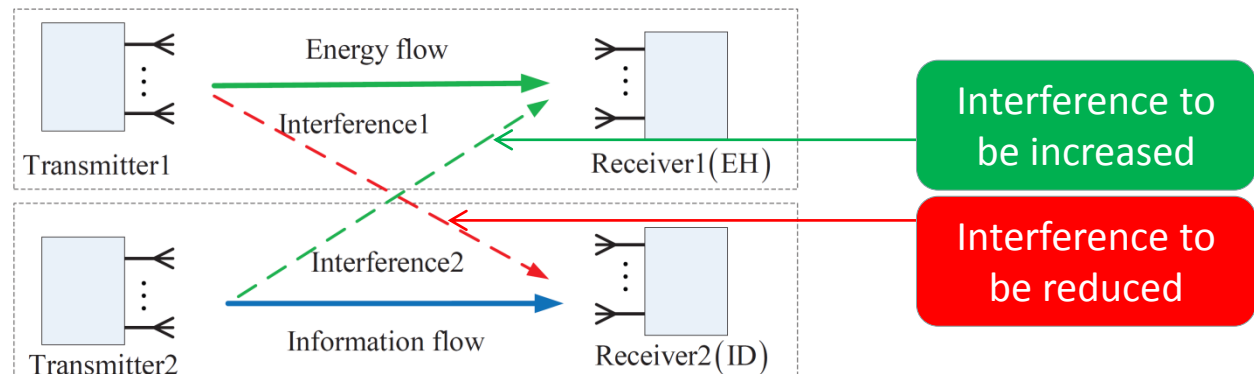 Energy flow
Interference1
Transmitter1
Receiver1(EH)
Interference to
be increased
Interference2
Information flow
Transmitter2
Receiver2(ID)
Interference to
be reduced